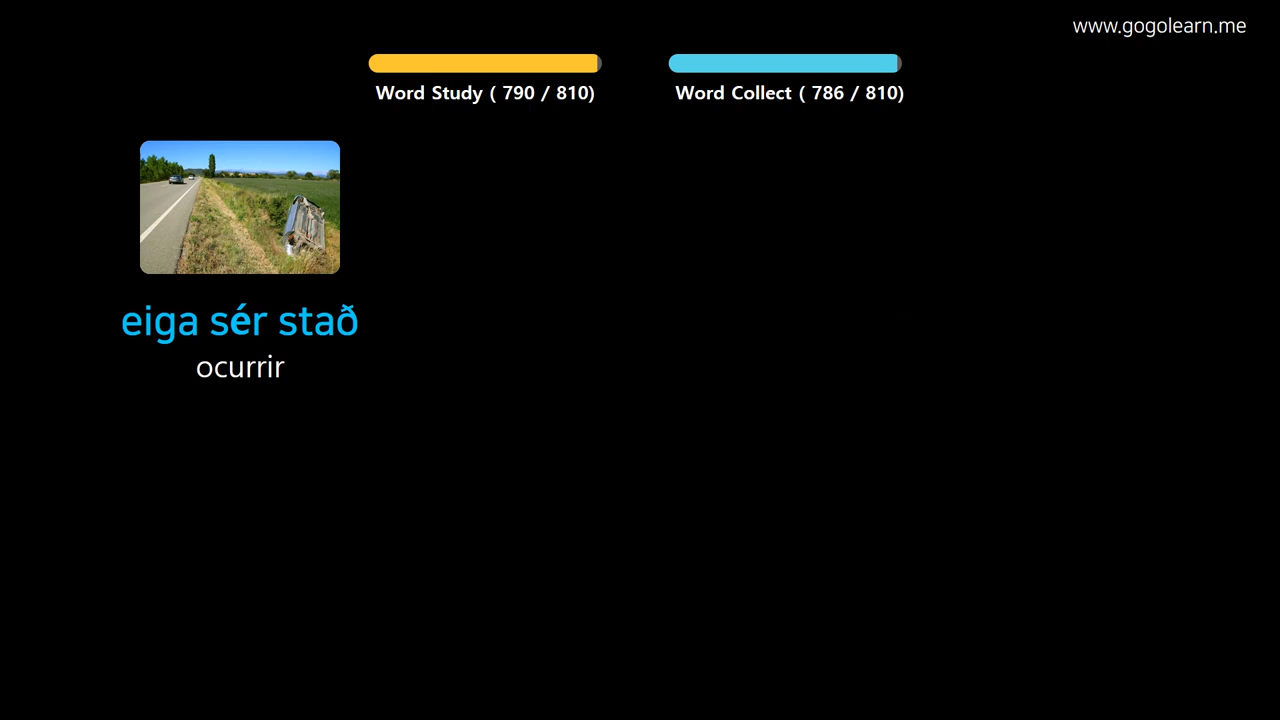 www.gogolearn.me
Word Study ( 790 / 810)
Word Collect ( 786 / 810)
eiga sér stað
ocurrir